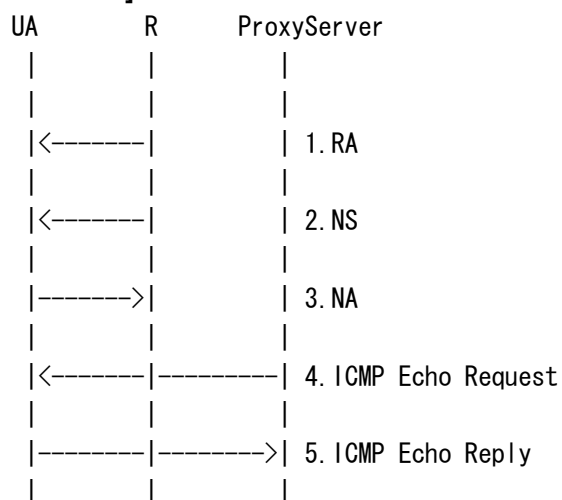 UA R ProxyServer
| | |
| | |
|<-------| | 1.RA
| | |
|<-------| | 2.NS
| | |
|------>| | 3.NA
| | |
|<-------|---------| 4.ICMP Echo Request
| | |
|--------|-------->| 5.ICMP Echo Reply
| | |